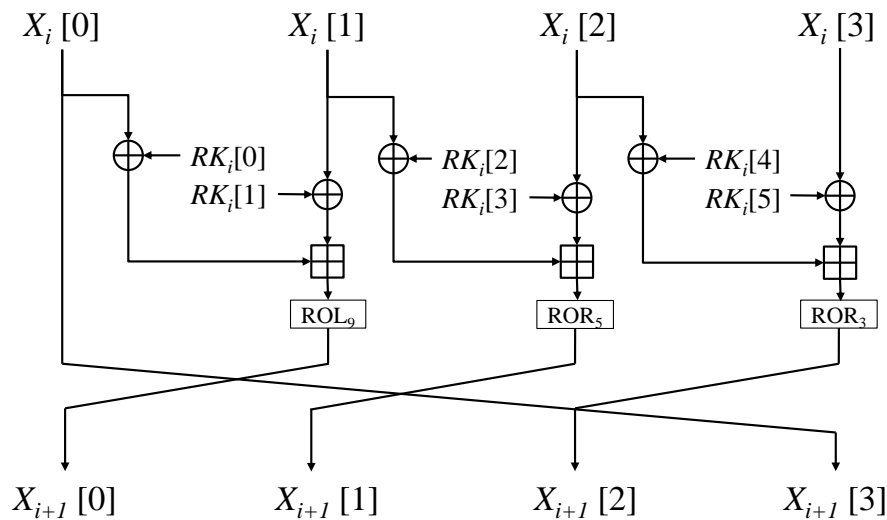 X_i [0] X_i [1] X_i [2] X_i [3]
RK_i[0] RK_i[2] RK_i[4]
RK_i[1] RK_i[3] RK_i[5]
ROL_9 ROR_5 ROR_3
X_{i+1} [0] X_{i+1} [1] X_{i+1} [2] X_{i+1} [3]